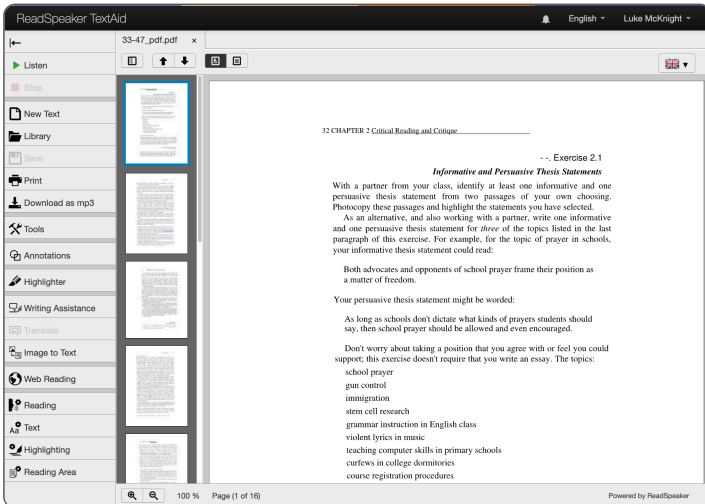 ReadSpeaker TextAid
English
Luke McKnight
33-47_pdf.pdf ×
Listen
Stop
New Text
Library
Save
Print
Download as mp3
Tools
Annotations
Highlighter
Writing Assistance
Translate
Image to Text
Web Reading
Reading
Text
Highlighting
Reading Area
32 CHAPTER 2 Critical Reading and Critique
- -. Exercise 2.1
Informative and Persuasive Thesis Statements
With a partner from your class, identify at least one informative and one
persuasive thesis statement from two passages of your own choosing.
Photocopy these passages and highlight the statements you have selected.
As an alternative, and also working with a partner, write one informative
and one persuasive thesis statement for three of the topics listed in the last
paragraph of this exercise. For example, for the topic of prayer in schools,
your informative thesis statement could read:
Both advocates and opponents of school prayer frame their position as
a matter of freedom.
Your persuasive thesis statement might be worded:
As long as schools don't dictate what kinds of prayers students should
say, then school prayer should be allowed and even encouraged.
Don't worry about taking a position that you agree with or feel you could
support; this exercise doesn't require that you write an essay. The topics:
school prayer
gun control
immigration
stem cell research
grammar instruction in English class
violent lyrics in music
teaching computer skills in primary schools
curfews in college dormitories
course registration procedures
100 %
Page (1 of 16)
Powered by ReadSpeaker